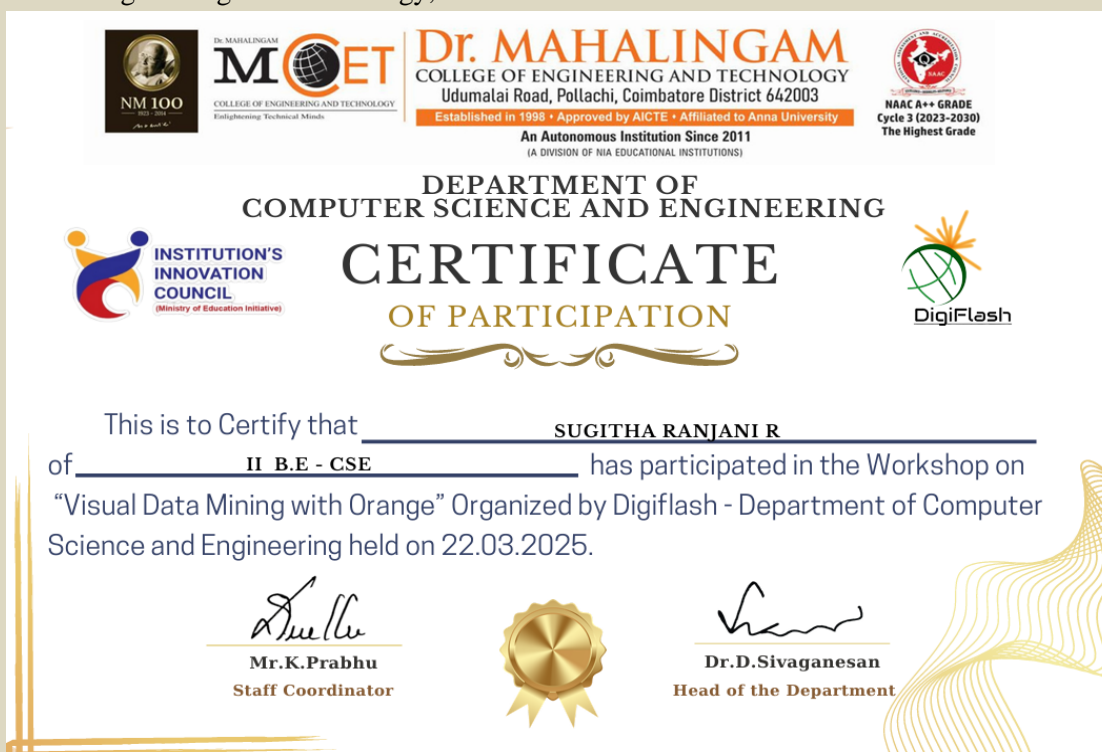 NM 100
1923 - 2014
Dr. MAHALINGAM
MCET
COLLEGE OF ENGINEERING AND TECHNOLOGY
Enlightening Technical Minds
Dr. MAHALINGAM
COLLEGE OF ENGINEERING AND TECHNOLOGY
Udumalai Road, Pollachi, Coimbatore District 642003
Established in 1998 • Approved by AICTE • Affiliated to Anna University
An Autonomous Institution Since 2011
(A DIVISION OF NIA EDUCATIONAL INSTITUTIONS)
NAAC
NAAC A++ GRADE
Cycle 3 (2023-2030)
The Highest Grade
DEPARTMENT OF
COMPUTER SCIENCE AND ENGINEERING
INSTITUTION'S
INNOVATION
COUNCIL
(Ministry of Education Initiative)
CERTIFICATE
OF PARTICIPATION
DigiFlash
This is to Certify that SUGITHA RANJANI R
of II B.E - CSE has participated in the Workshop on
“Visual Data Mining with Orange” Organized by Digiflash - Department of Computer
Science and Engineering held on 22.03.2025.
Mr.K.Prabhu
Staff Coordinator
Dr.D.Sivaganesan
Head of the Department